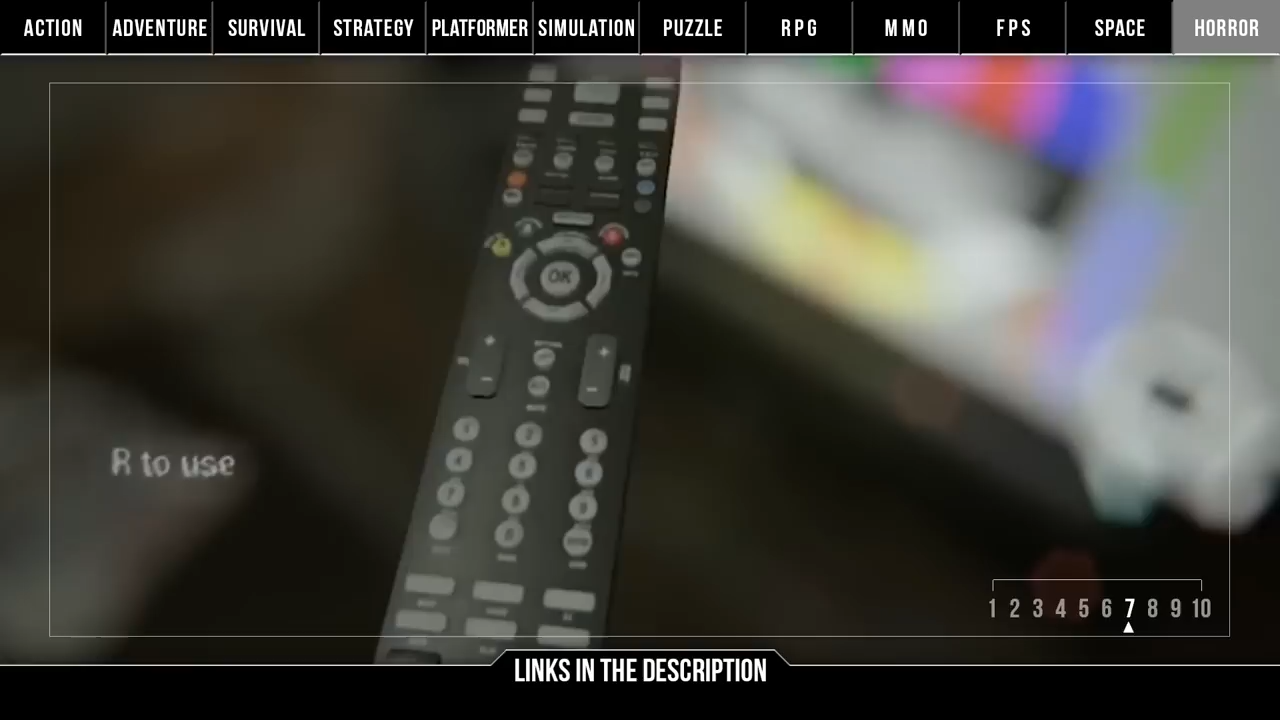 ACTION
ADVENTURE
SURVIVAL
STRATEGY
PLATFORMER
SIMULATION
PUZZLE
RPG
MMO
FPS
SPACE
HORROR
OK
R to use
1 2 3 4 5 6 7 8 9 10
LINKS IN THE DESCRIPTION